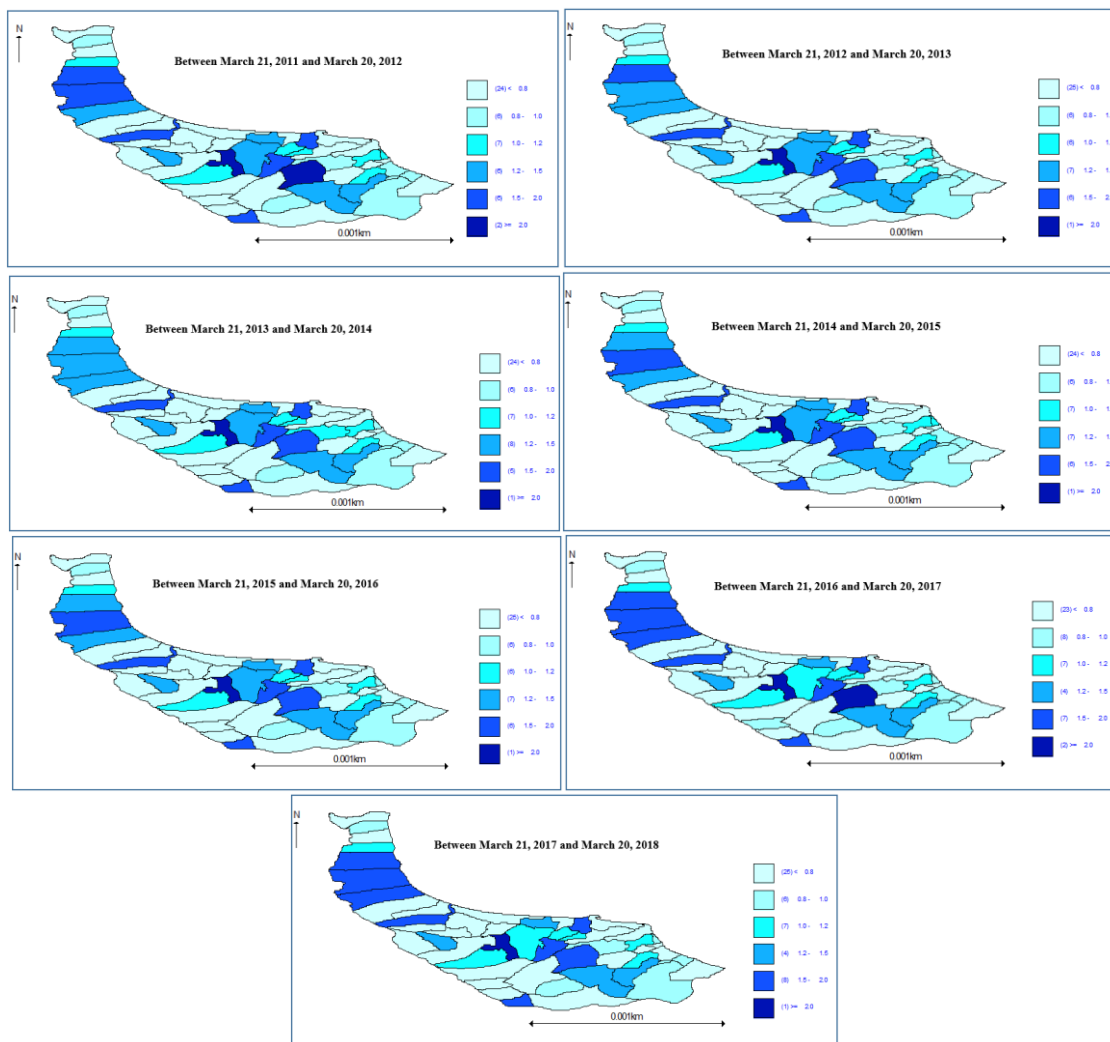 N
Between March 21, 2011 and March 20, 2012
(24) < 0.8
(6) 0.8 - 1.0
(7) 1.0 - 1.2
(6) 1.2 - 1.5
(6) 1.5 - 2.0
(2) >= 2.0
0.001km
N
Between March 21, 2012 and March 20, 2013
(25) < 0.8
(6) 0.8 - 1.
(6) 1.0 - 1.
(7) 1.2 - 1.
(6) 1.5 - 2.
(1) >= 2.0
0.001km
N
Between March 21, 2013 and March 20, 2014
(24) < 0.8
(6) 0.8 - 1.0
(7) 1.0 - 1.2
(8) 1.2 - 1.5
(5) 1.5 - 2.0
(1) >= 2.0
0.001km
N
Between March 21, 2014 and March 20, 2015
(24) < 0.8
(6) 0.8 - 1.
(7) 1.0 - 1.
(7) 1.2 - 1.
(6) 1.5 - 2.
(1) >= 2.0
0.001km
N
Between March 21, 2015 and March 20, 2016
(25) < 0.8
(6) 0.8 - 1.0
(6) 1.0 - 1.2
(7) 1.2 - 1.5
(6) 1.5 - 2.0
(1) >= 2.0
0.001km
N
Between March 21, 2016 and March 20, 2017
(23) < 0.8
(8) 0.8 - 1.0
(7) 1.0 - 1.2
(4) 1.2 - 1.5
(7) 1.5 - 2.0
(2) >= 2.0
0.001km
N
Between March 21, 2017 and March 20, 2018
(25) < 0.8
(6) 0.8 - 1.0
(7) 1.0 - 1.2
(4) 1.2 - 1.5
(8) 1.5 - 2.0
(1) >= 2.0
0.001km